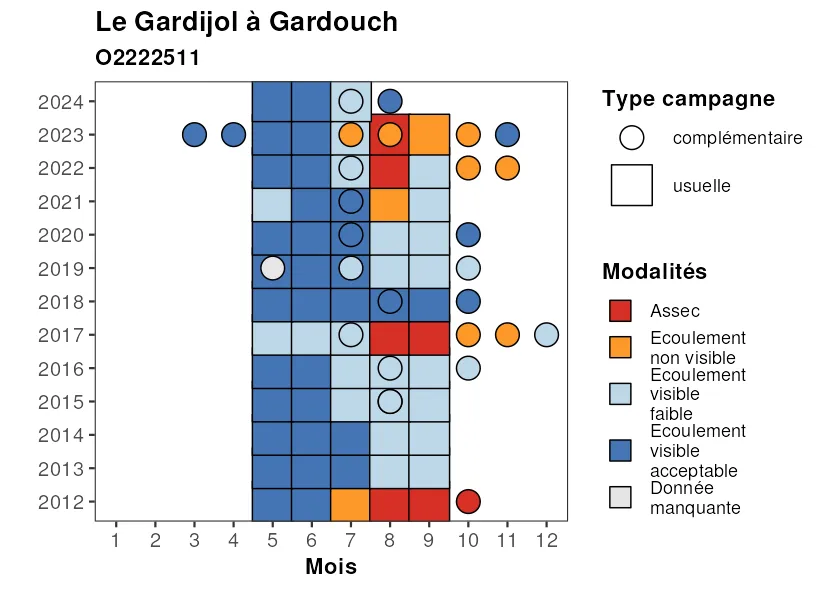 Le Gardijol à Gardouch
O2222511
2024
2023
2022
2021
2020
2019
2018
2017
2016
2015
2014
2013
2012
1 2 3 4 5 6 7 8 9 10 11 12
Mois
Type campagne
complémentaire
usuelle
Modalités
Assec
Ecoulement
non visible
Ecoulement
visible
faible
Ecoulement
visible
acceptable
Donnée
manquante